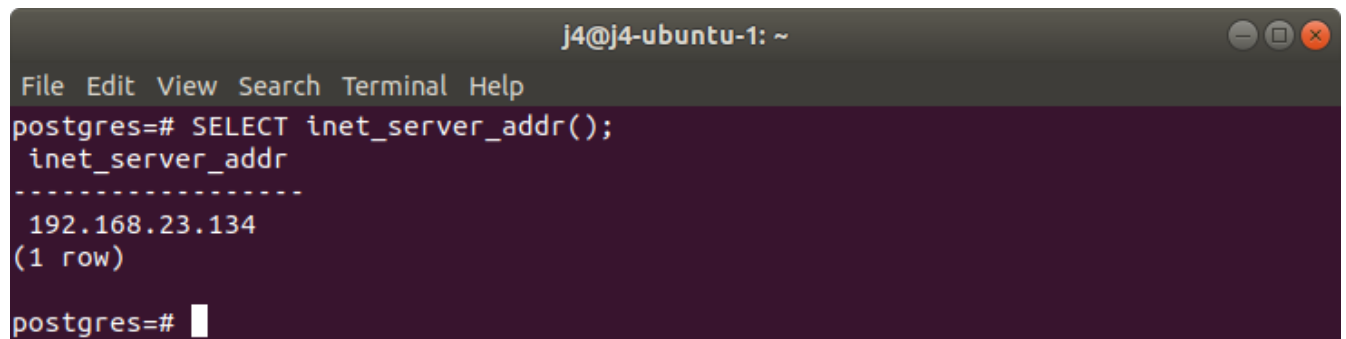 j4@j4-ubuntu-1: ~
File Edit View Search Terminal Help
postgres=# SELECT inet_server_addr();
 inet_server_addr
------------------
 192.168.23.134
(1 row)
postgres=#